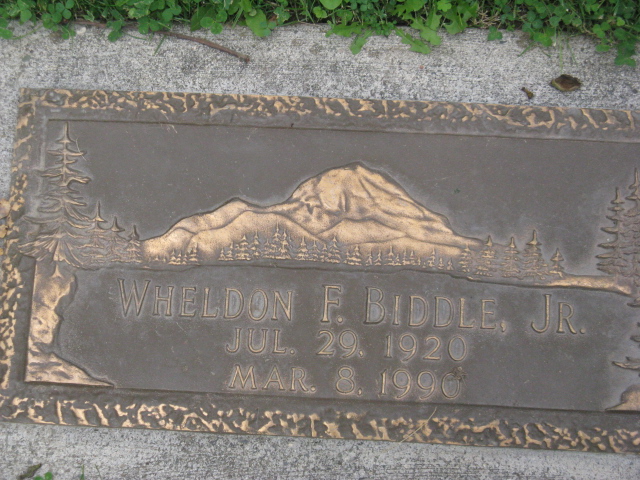 WHELDON F. BIDDLE, JR.
JUL. 29. 1920
MAR. 8. 1990